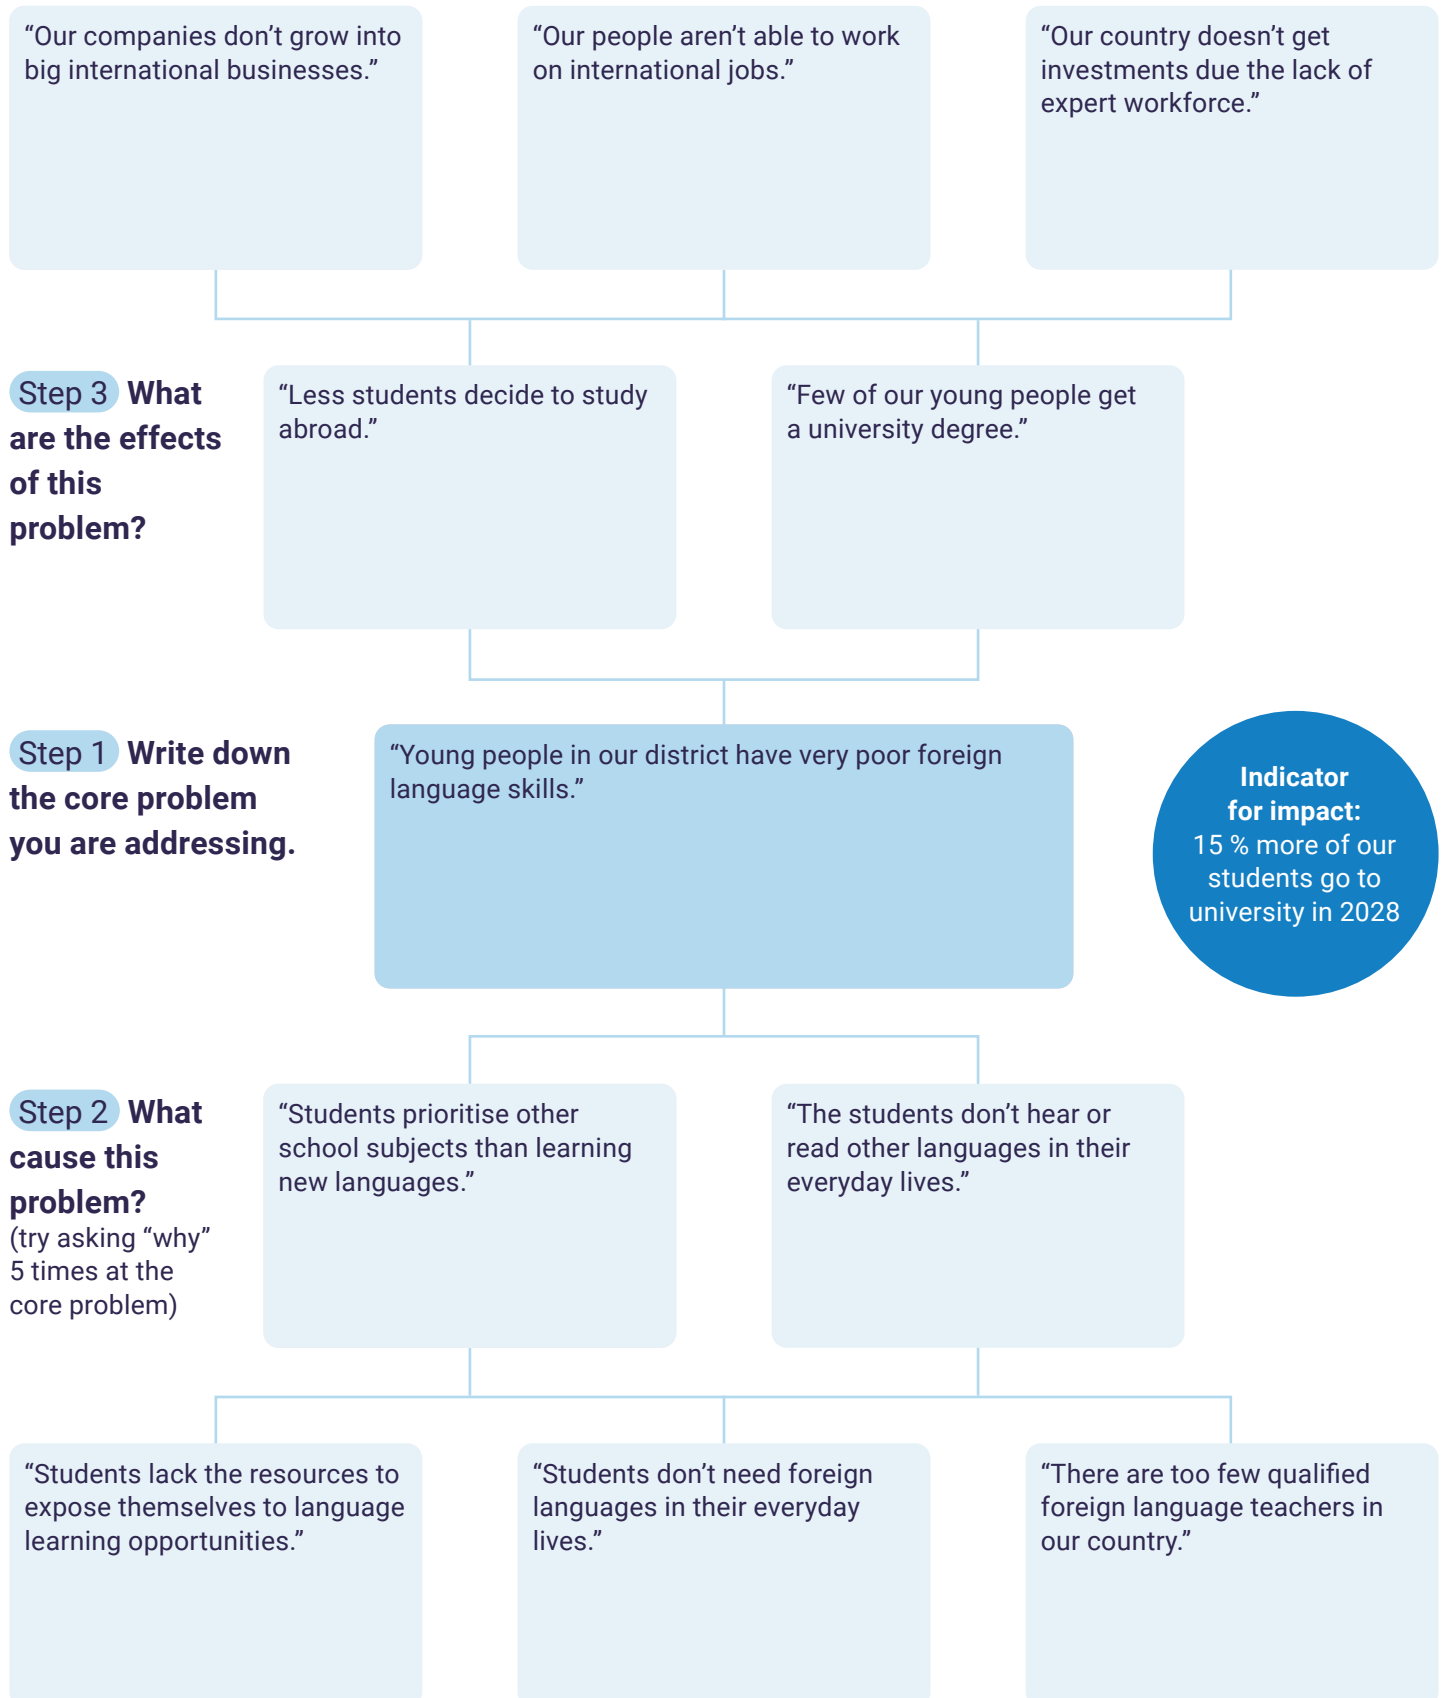 “Our companies don’t grow into
big international businesses.”
“Our people aren’t able to work
on international jobs.”
“Our country doesn’t get
investments due the lack of
expert workforce.”
Step 3 What
are the effects
of this
problem?
“Less students decide to study
abroad.”
“Few of our young people get
a university degree.”
Step 1 Write down
the core problem
you are addressing.
“Young people in our district have very poor foreign
language skills.”
Indicator
for impact:
15 % more of our
students go to
university in 2028
Step 2 What
cause this
problem?
(try asking “why”
5 times at the
core problem)
“Students prioritise other
school subjects than learning
new languages.”
“The students don’t hear or
read other languages in their
everyday lives.”
“Students lack the resources to
expose themselves to language
learning opportunities.”
“Students don’t need foreign
languages in their everyday
lives.”
“There are too few qualified
foreign language teachers in
our country.”